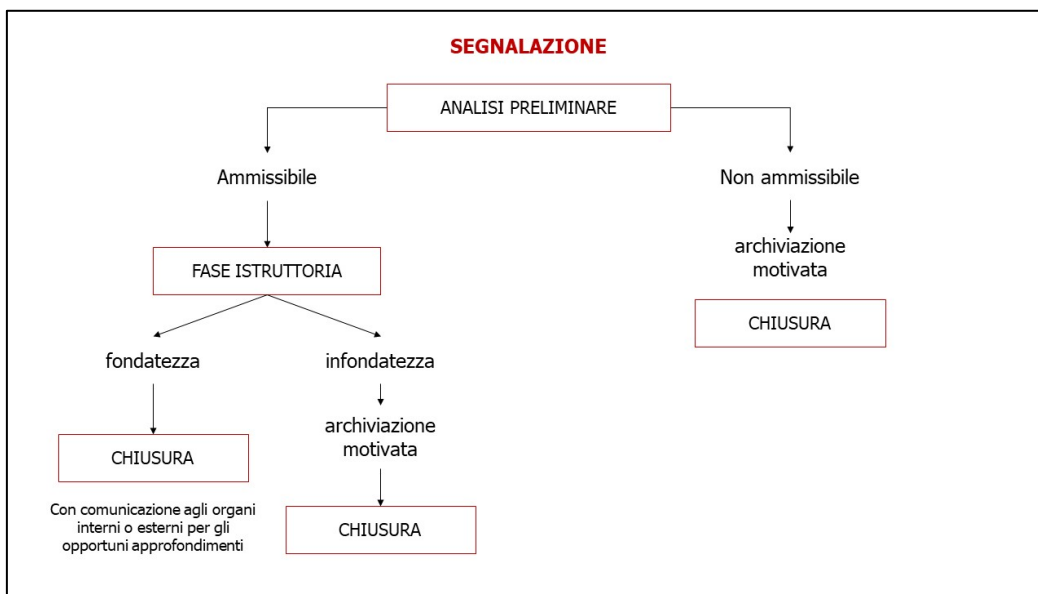 SEGNALAZIONE
ANALISI PRELIMINARE
Ammissibile
Non ammissibile
archiviazione
motivata
FASE ISTRUTTORIA
CHIUSURA
fondatezza
infondatezza
archiviazione
motivata
CHIUSURA
Con comunicazione agli organi
interni o esterni per gli
opportuni approfondimenti
CHIUSURA